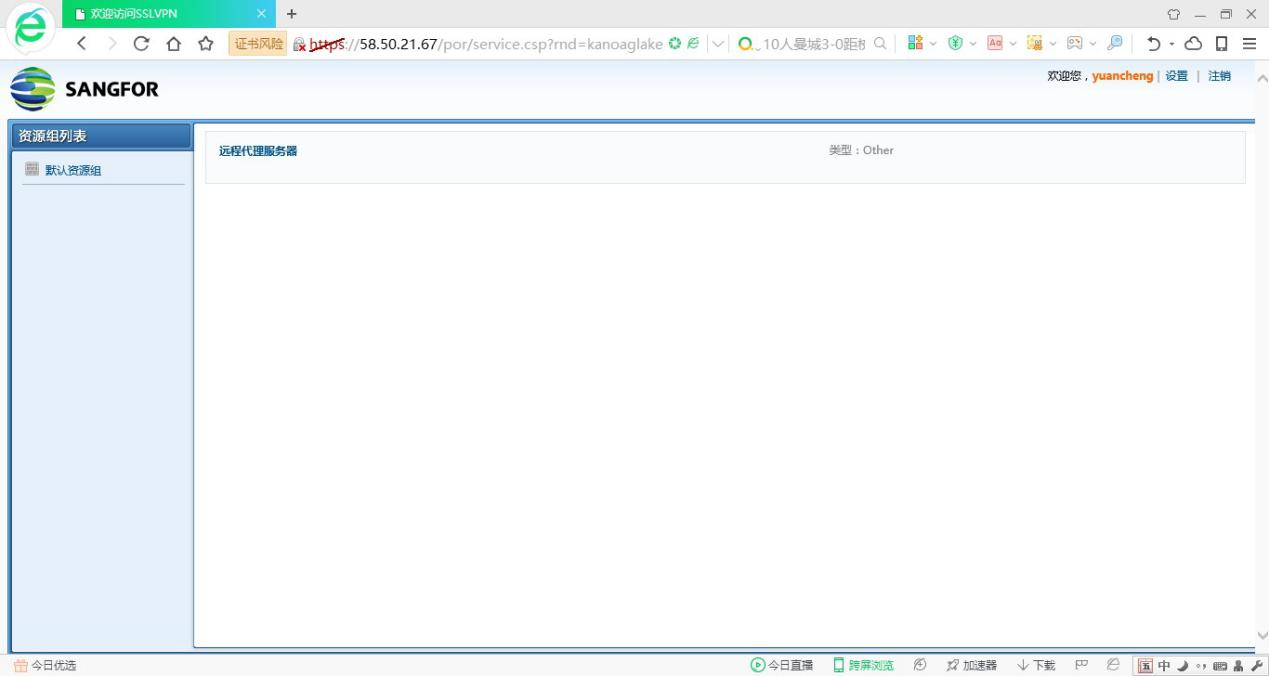 欢迎访问SSLVPN
证书风险 https://58.50.21.67/por/service.csp?rnd=kanoaglake 10人曼城3-0距榜
SANGFOR
欢迎您，yuancheng | 设置 | 注销
资源组列表
默认资源组
远程代理服务器 类型：Other
今日优选 今日直播 跨屏浏览 加速器 下载 五 中